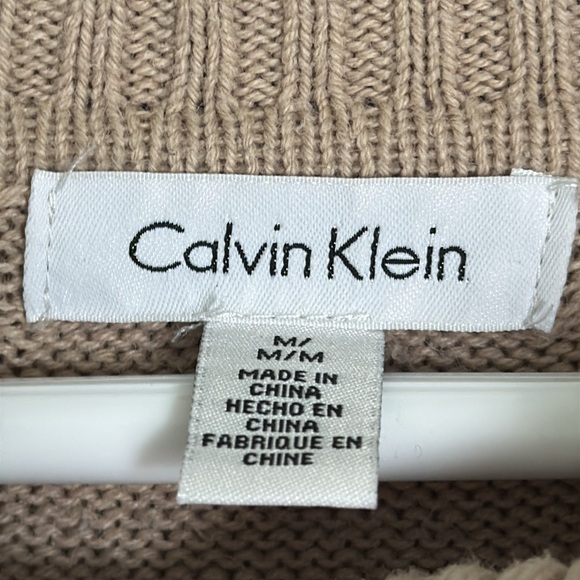 Calvin Klein
M/
M/M
MADE IN
CHINA
HECHO EN
CHINA
FABRIQUE EN
CHINE